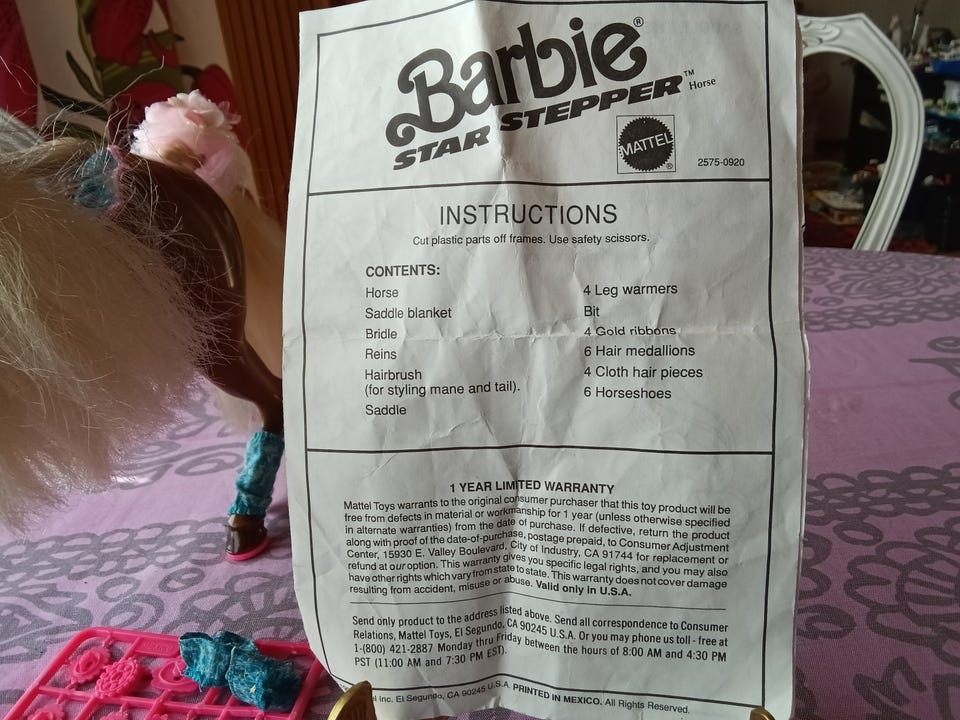 Barbie®
STAR STEPPER™ Horse
MATTEL ®
2575-0920
INSTRUCTIONS
Cut plastic parts off frames. Use safety scissors.
CONTENTS:
Horse
Saddle blanket
Bridle
Reins
Hairbrush
(for styling mane and tail).
Saddle
4 Leg warmers
Bit
4 Gold ribbons
6 Hair medallions
4 Cloth hair pieces
6 Horseshoes
1 YEAR LIMITED WARRANTY
Mattel Toys warrants to the original consumer purchaser that this toy product will be
free from defects in material or workmanship for 1 year (unless otherwise specified
in alternate warranties) from the date of purchase. If defective, return the product
along with proof of the date-of-purchase, postage prepaid, to Consumer Adjustment
Center, 15930 E. Valley Boulevard, City of Industry, CA 91744 for replacement or
refund at our option. This warranty gives you specific legal rights, and you may also
have other rights which vary from state to state. This warranty does not cover damage
resulting from accident, misuse or abuse. Valid only in U.S.A.
Send only product to the address listed above. Send all correspondence to Consumer
Relations, Mattel Toys, El Segundo, CA 90245 U.S.A. Or you may phone us toll - free at
1-(800) 421-2887 Monday thru Friday between the hours of 8:00 AM and 4:30 PM
PST (11:00 AM and 7:30 PM EST).
Inc. El Segundo, CA 90245 U.S.A. PRINTED IN MEXICO. All Rights Reserved.